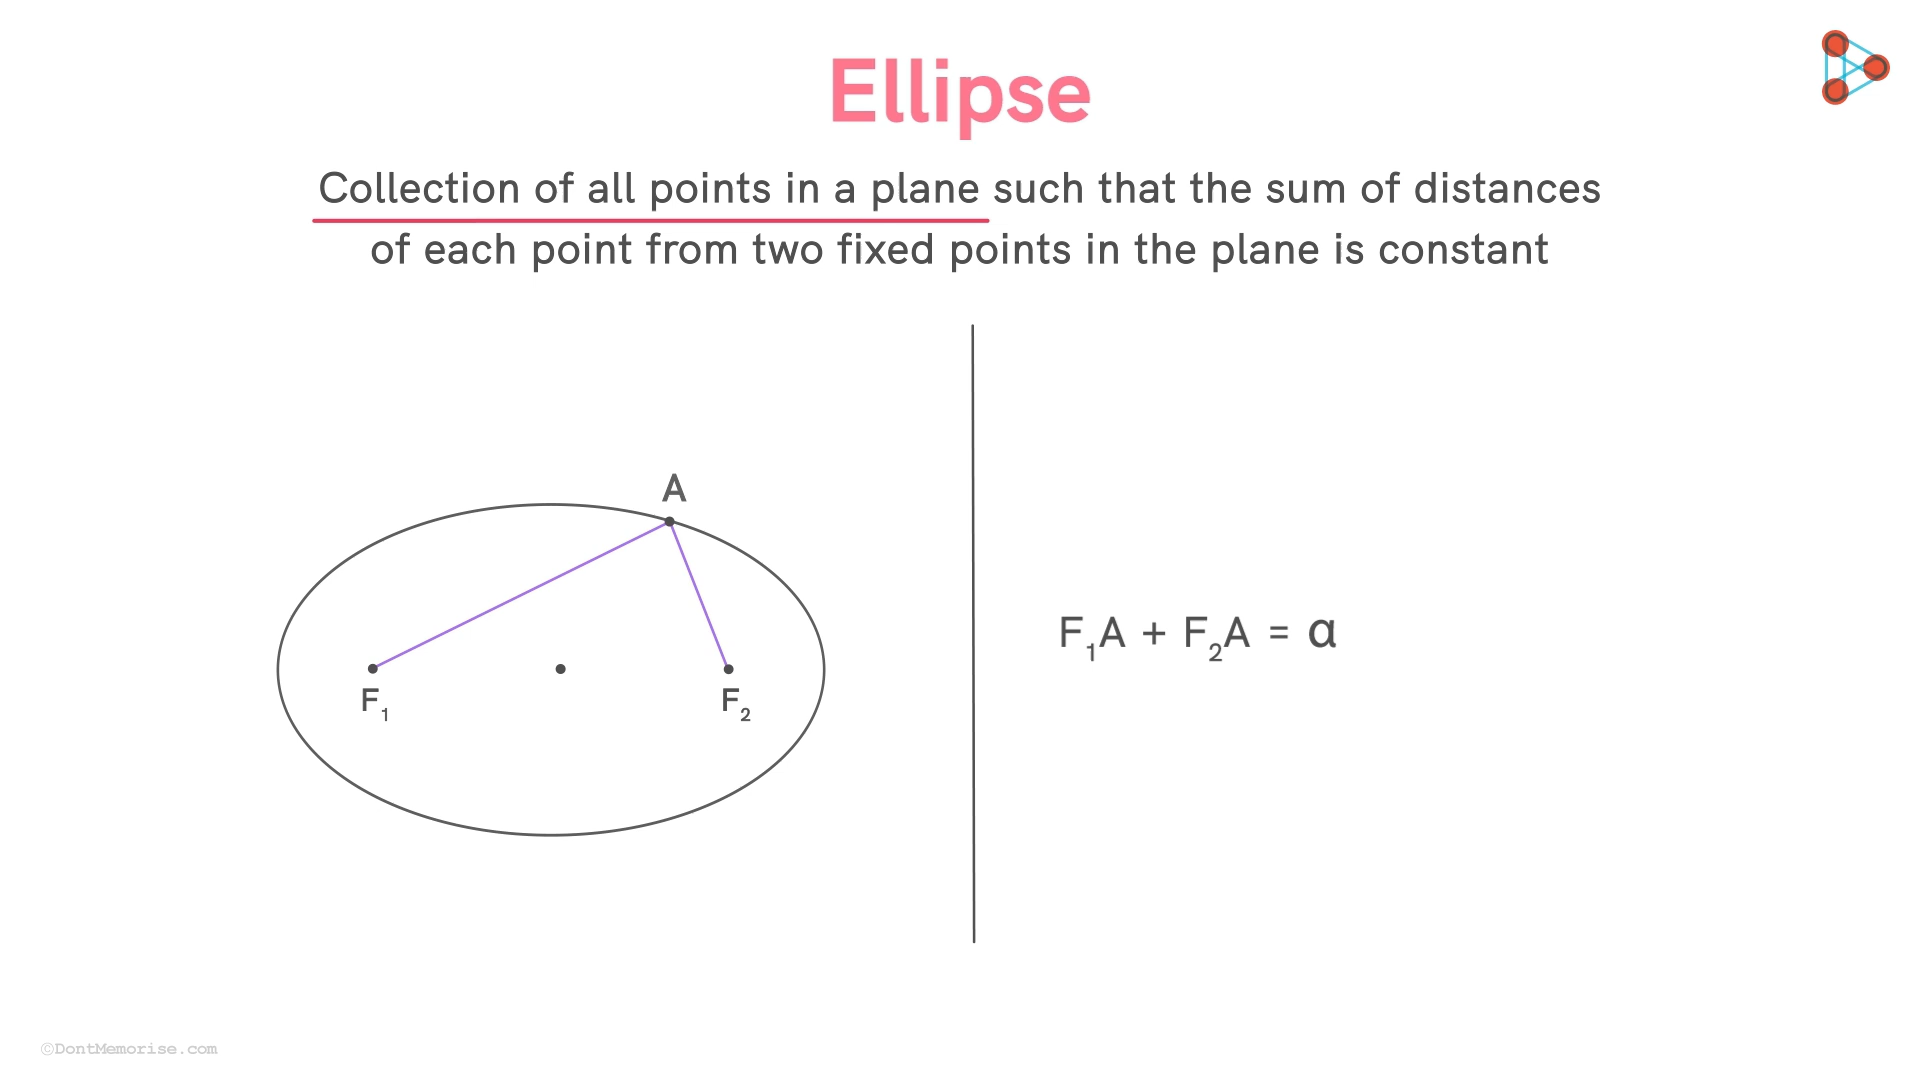 Ellipse
Collection of all points in a plane such that the sum of distances
of each point from two fixed points in the plane is constant
A
F₁
F₂
F₁A + F₂A = α
©DontMemorise.com